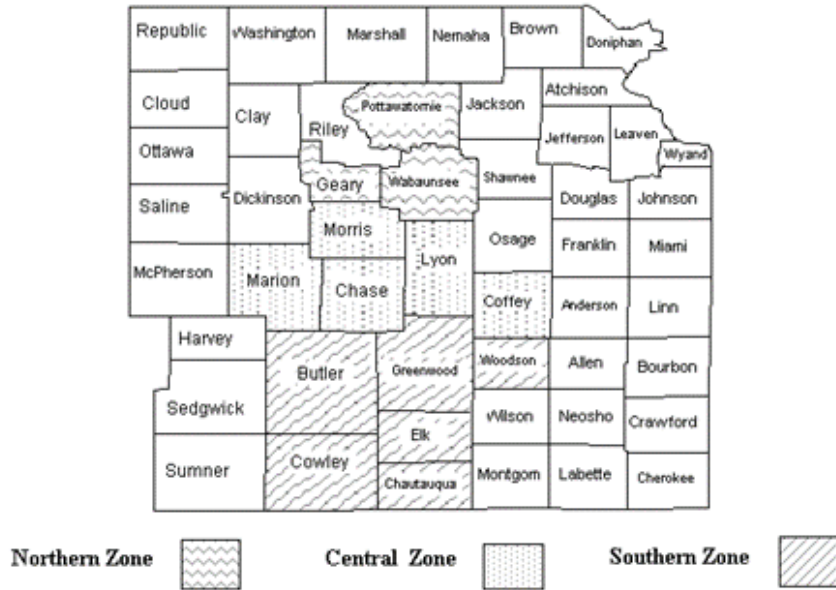 Republic Washington Marshall Nemaha Brown Doniphan
Cloud Clay Riley Pottawatomie Jackson Atchison
Ottawa Jefferson Leaven Wyand
Saline Dickinson Geary Wabaunsee Shawnee Douglas Johnson
McPherson Marion Morris Chase Lyon Osage Franklin Miami
Coffey Anderson Linn
Harvey Butler Greenwood Woodson Allen Bourbon
Sedgwick Elk Wilson Neosho Crawford
Sumner Cowley Chautauqua Montgom Labette Cherokee
Northern Zone Central Zone Southern Zone